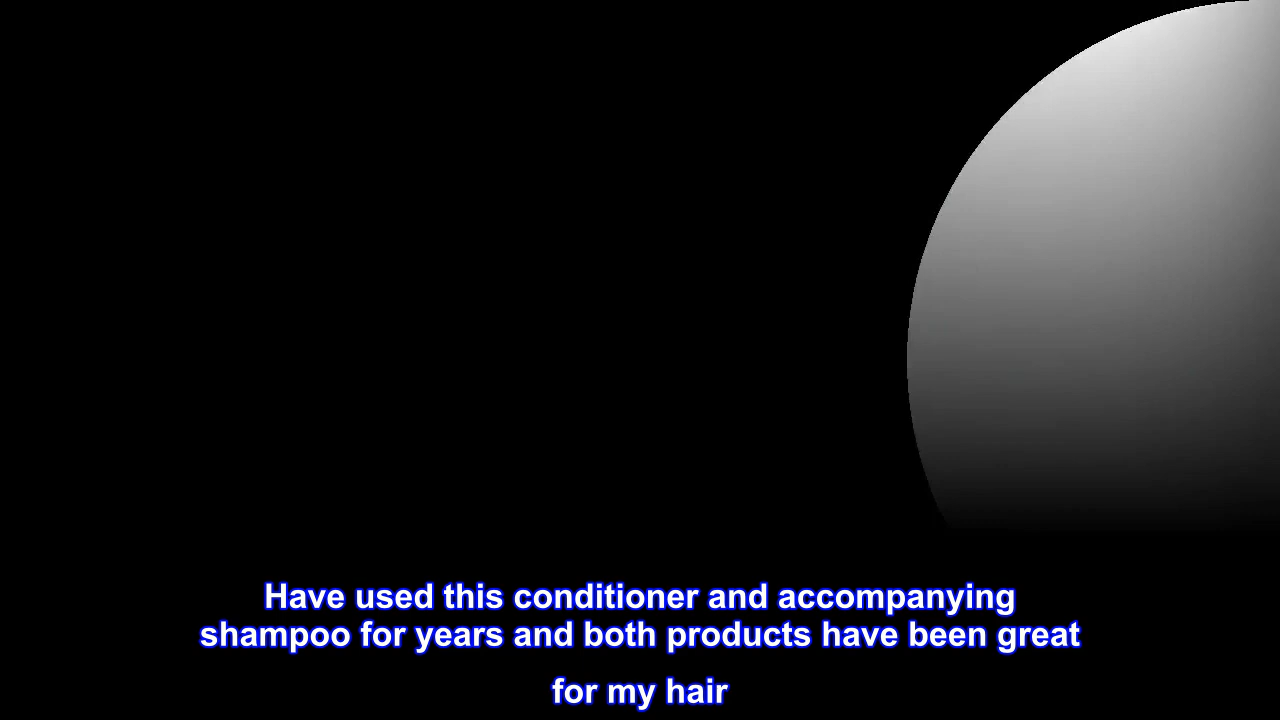 Have used this conditioner and accompanying
shampoo for years and both products have been great
for my hair